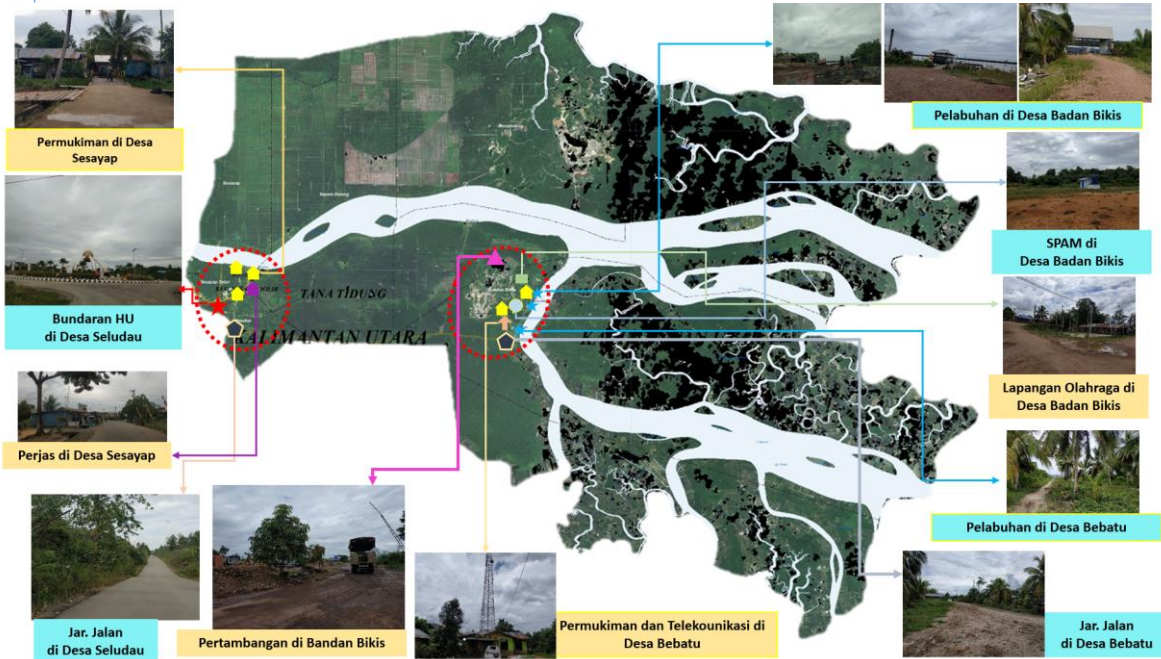 Permukiman di Desa
Sesayap
Pelabuhan di Desa Badan Bikis
SPAM di
Desa Badan Bikis
Bundaran HU
di Desa Seludau
TANA TIDUNG
KALIMANTAN UTARA
Lapangan Olahraga di
Desa Badan Bikis
Perjas di Desa Sesayap
Pelabuhan di Desa Bebatu
Jar. Jalan
di Desa Seludau
Pertambangan di Bandan Bikis
Permukiman dan Telekounikasi di
Desa Bebatu
Jar. Jalan
di Desa Bebatu